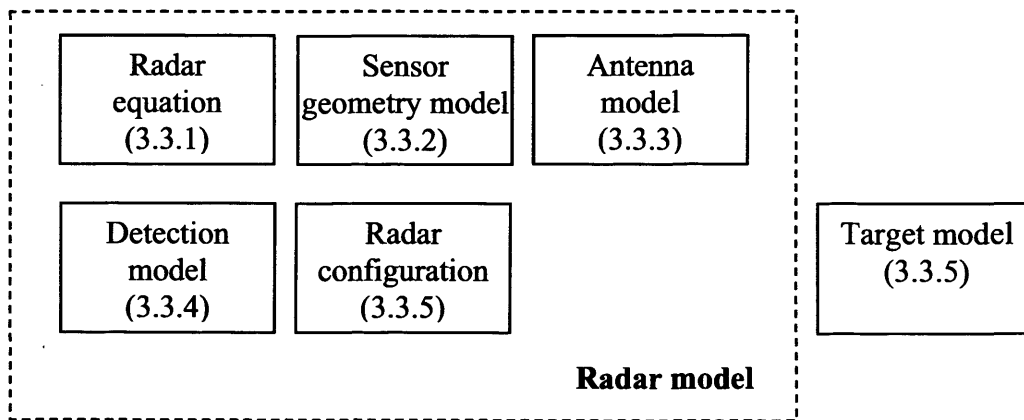 Radar
equation
(3.3.1)
Sensor
geometry model
(3.3.2)
Antenna
model
(3.3.3)
Detection
model
(3.3.4)
Radar
configuration
(3.3.5)
Target model
(3.3.5)
Radar model